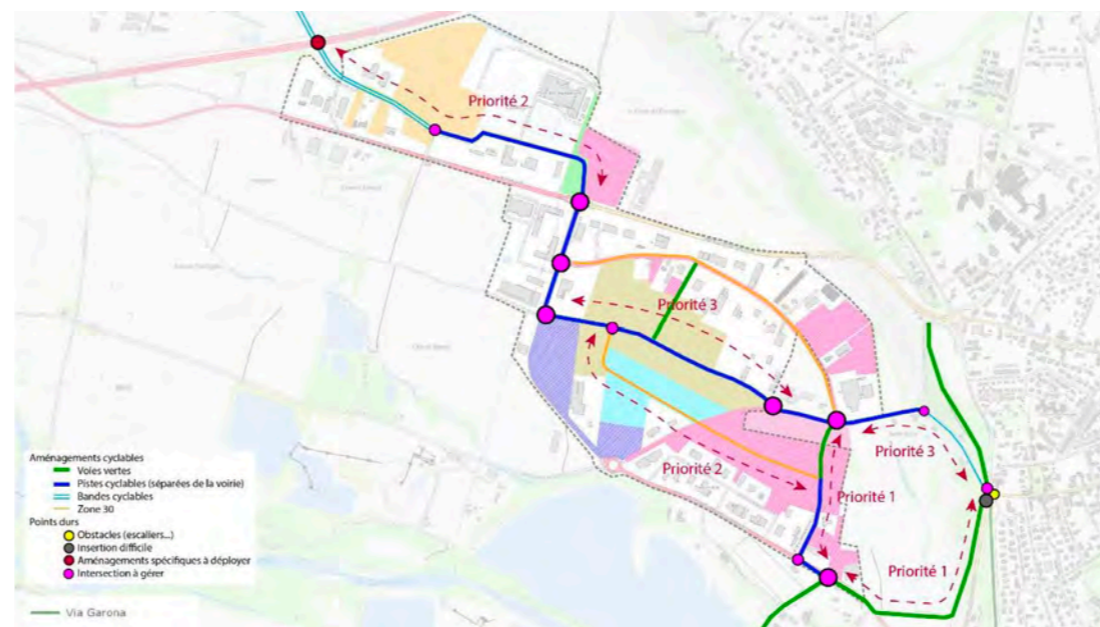 Priorité 2
Priorité 3
Priorité 2
Priorité 3
Priorité 1
Priorité 1
Aménagements cyclables
Voies vertes
Pistes cyclables (séparées de la voirie)
Bandes cyclables
Zone 30
Points durs
Obstacles (escaliers...)
Insertion difficile
Aménagements spécifiques à déployer
Intersection à gérer
Via Garona